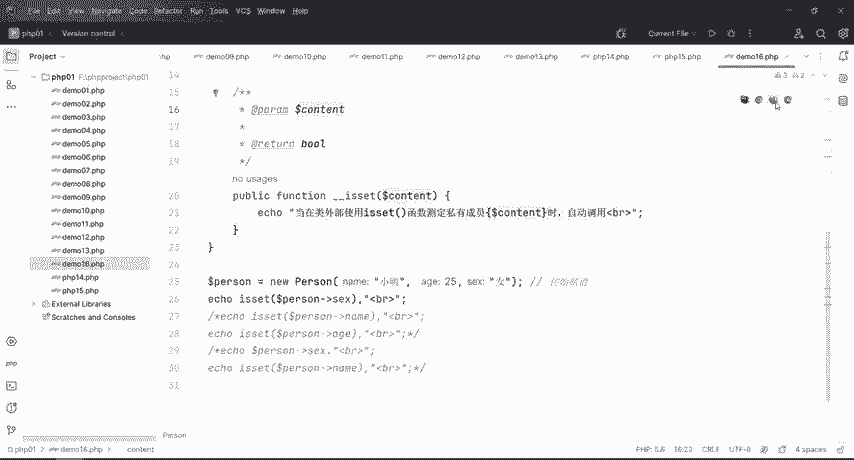 File Edit View Navigate Code Refactor Run Tools VCS Window Help
php01 Version control Current File
Project
php demo09.php demo10.php demo11.php demo12.php demo13.php php14.php php15.php demo16.php
php01 F:\phpproject\php01
demo01.php
demo02.php
demo03.php
demo04.php
demo05.php
demo06.php
demo07.php
demo08.php
demo09.php
demo10.php
demo11.php
demo12.php
demo13.php
demo16.php
php14.php
php15.php
External Libraries
Scratches and Consoles
3 2
14
15 /**
16 * @param $content
17 *
18 * @return bool
19 */
no usages
20 public function __isset($content) {
21 echo "当在类外部使用isset()函数测定私有成员{$content}时，自动调用<br>";
22 }
23 }
24
25 $person = new Person( name: "小明", age: 25, sex: "女"); //
26 echo isset($person->sex),"<br>";
27 /*echo isset($person->name),"<br>";
28 echo isset($person->age),"<br>";*/
29 /*echo $person->sex."<br>";
30 echo isset($person->name),"<br>";*/
31
Person
php01 > demo16.php > content
PHP: 5.6 16:23 CRLF UTF-8 4 spaces